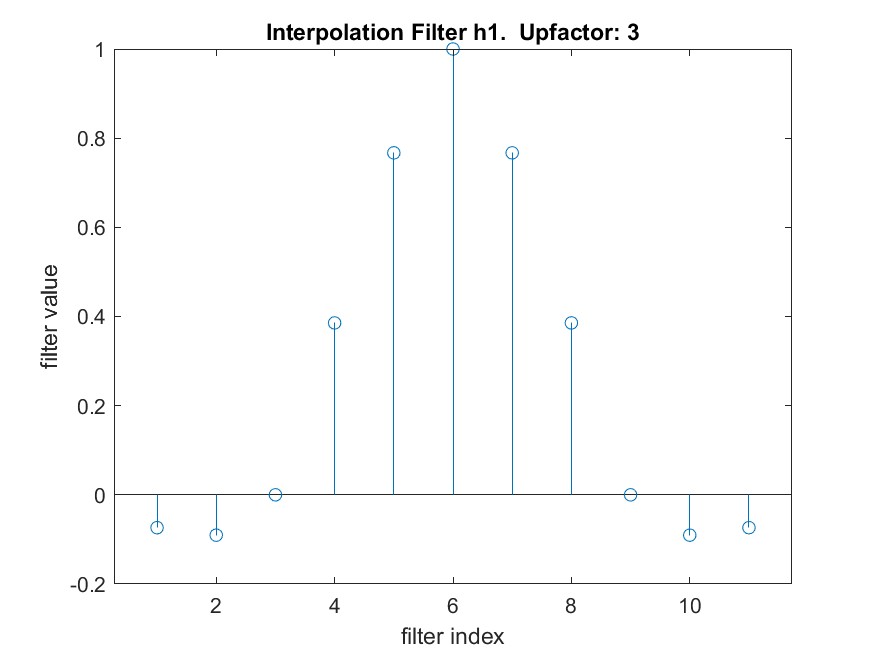 Interpolation Filter h1.  Upfactor: 3
1
0.8
0.6
0.4
0.2
0
-0.2
filter value
2 4 6 8 10
filter index